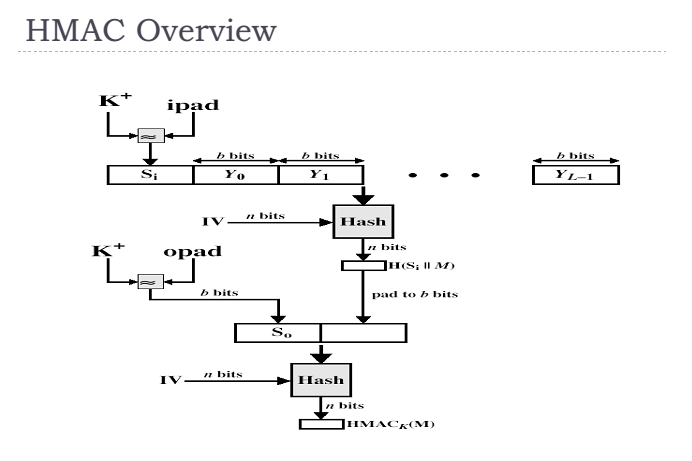 HMAC Overview
K+ ipad
≈
b bits b bits b bits
Si Y0 Y1 • • • YL−1
IV n bits Hash
n bits
K+ opad
H(Si || M)
≈
b bits pad to b bits
So
IV n bits Hash
n bits
HMACK(M)